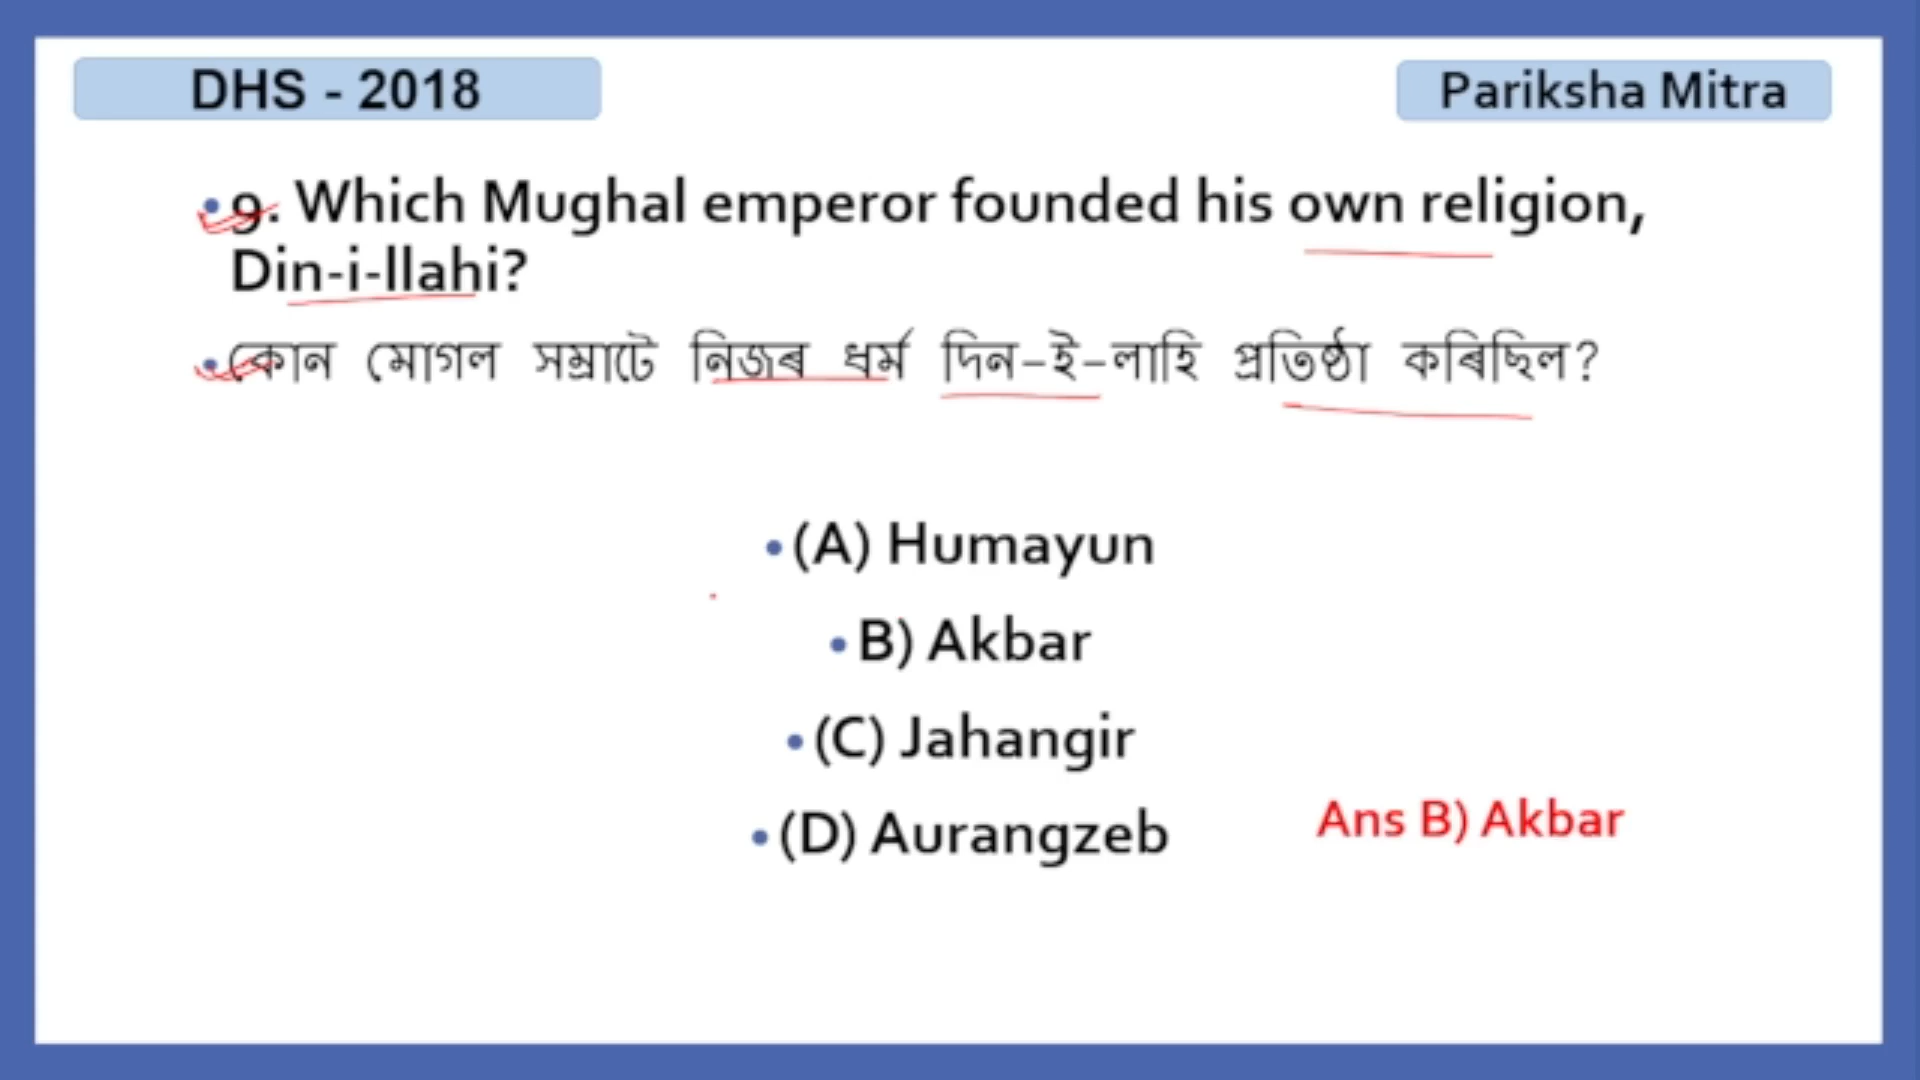 DHS - 2018
Pariksha Mitra
9. Which Mughal emperor founded his own religion,
Din-i-llahi?
কোন মোগল সম্ৰাটে নিজৰ ধৰ্ম দিন-ই-লাহি প্ৰতিষ্ঠা কৰিছিল?
(A) Humayun
B) Akbar
(C) Jahangir
(D) Aurangzeb
Ans B) Akbar